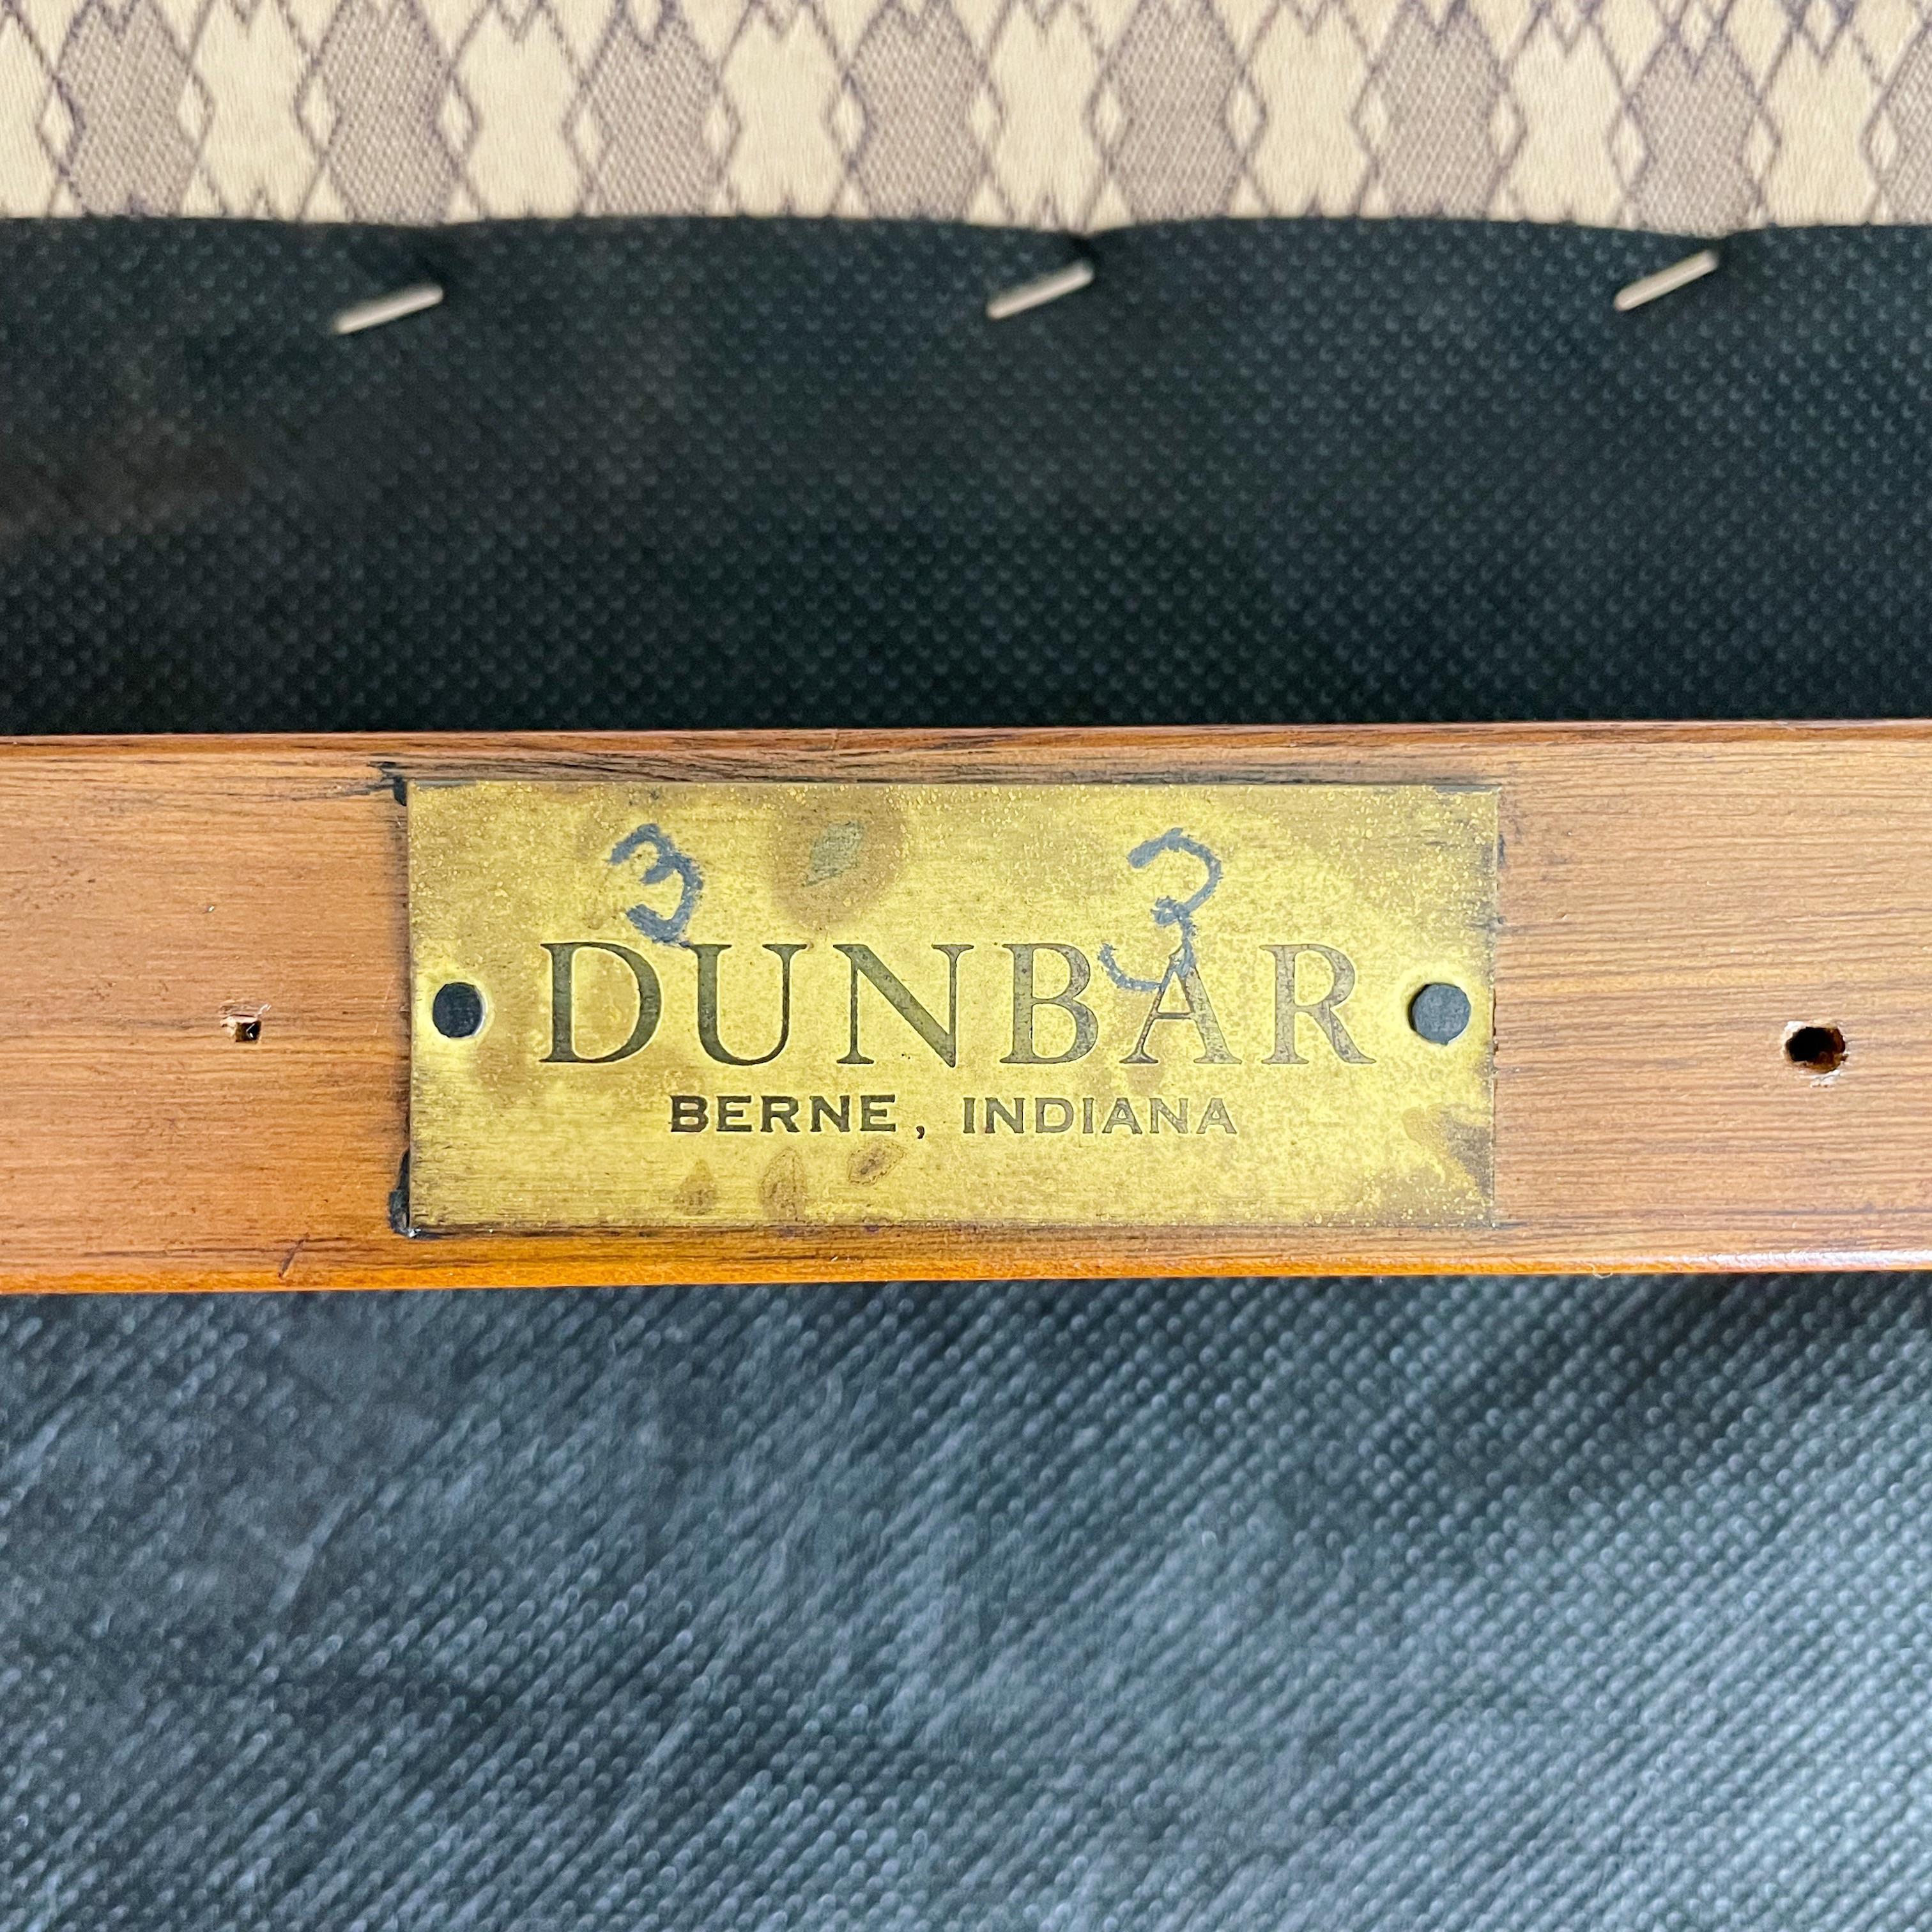 3 3
DUNBAR
BERNE, INDIANA